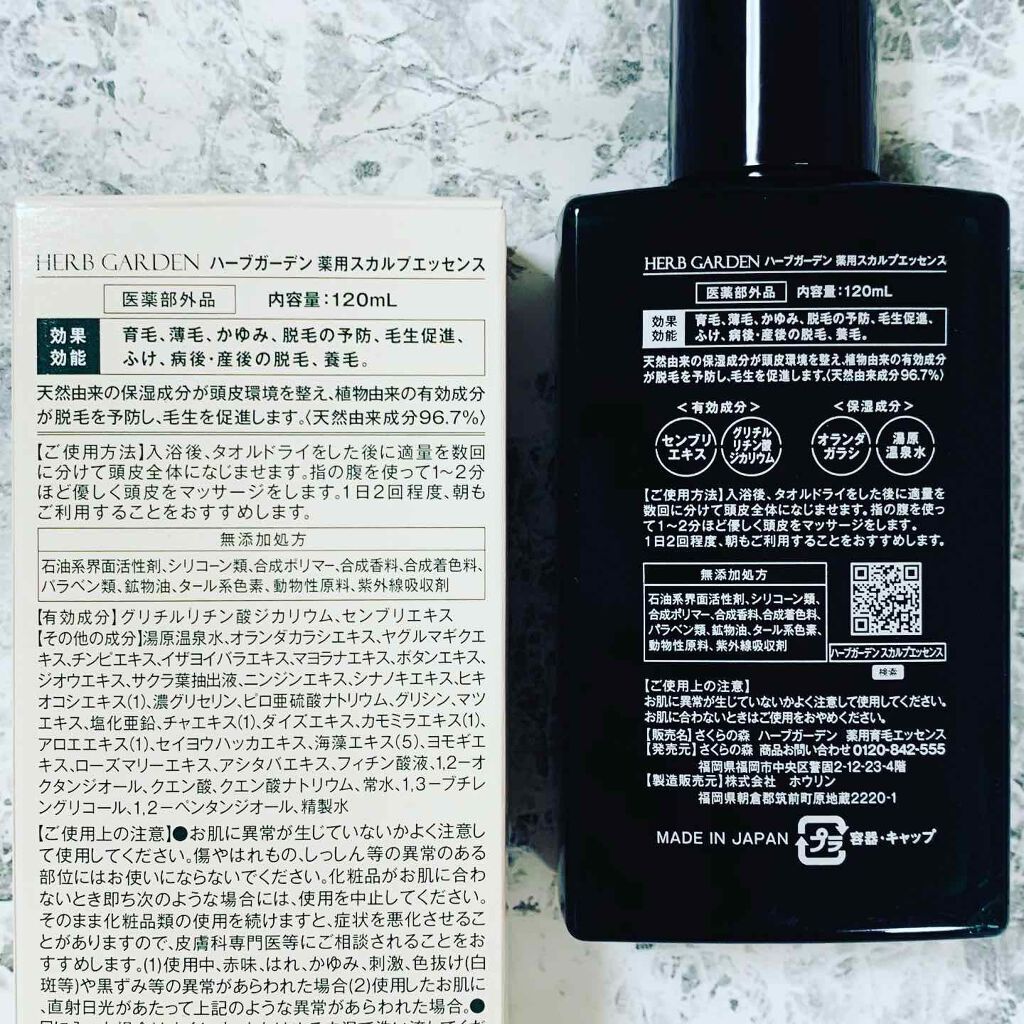 HERB GARDEN ハーブガーデン 薬用スカルプエッセンス
医薬部外品 内容量:120mL
効果
効能
育毛、薄毛、かゆみ、脱毛の予防、毛生促進、
ふけ、病後・産後の脱毛、養毛。
天然由来の保湿成分が頭皮環境を整え、植物由来の有効成分
が脱毛を予防し、毛生を促進します。〈天然由来成分96.7%〉
【ご使用方法】入浴後、タオルドライをした後に適量を数回
に分けて頭皮全体になじませます。指の腹を使って1〜2分
ほど優しく頭皮をマッサージをします。1日2回程度、朝も
ご利用することをおすすめします。
無添加処方
石油系界面活性剤、シリコーン類、合成ポリマー、合成香料、合成着色料、
パラベン類、鉱物油、タール系色素、動物性原料、紫外線吸収剤
【有効成分】グリチルリチン酸ジカリウム、センブリエキス
【その他の成分】湯原温泉水、オランダカラシエキス、ヤグルマギクエ
キス、チンピエキス、イザヨイバラエキス、マヨラナエキス、ボタンエキス、
ジオウエキス、サクラ葉抽出液、ニンジンエキス、シナノキエキス、ヒキ
オコシエキス(1)、濃グリセリン、ピロ亜硫酸ナトリウム、グリシン、マツ
エキス、塩化亜鉛、チャエキス(1)、ダイズエキス、カモミラエキス(1)、
アロエエキス(1)、セイヨウハッカエキス、海藻エキス(5)、ヨモギエ
キス、ローズマリーエキス、アシタバエキス、フィチン酸液、1,2-オ
クタンジオール、クエン酸、クエン酸ナトリウム、常水、1,3-ブチレ
ングリコール、1,2-ペンタンジオール、精製水
【ご使用上の注意】●お肌に異常が生じていないかよく注意し
て使用してください。傷やはれもの、しっしん等の異常のある
部位にはお使いにならないでください。化粧品がお肌に合わ
ないとき即ち次のような場合には、使用を中止してください。
そのまま化粧品類の使用を続けますと、症状を悪化させるこ
とがありますので、皮膚科専門医等にご相談されることをお
すすめします。(1)使用中、赤味、はれ、かゆみ、刺激、色抜け(白
斑等)や黒ずみ等の異常があらわれた場合(2)使用したお肌に
、直射日光があたって上記のような異常があらわれた場合。●
HERB GARDEN ハーブガーデン 薬用スカルプエッセンス
医薬部外品 内容量:120mL
効果
効能
育毛、薄毛、かゆみ、脱毛の予防、毛生促進、
ふけ、病後・産後の脱毛、養毛。
天然由来の保湿成分が頭皮環境を整え、植物由来の有効成分
が脱毛を予防し、毛生を促進します。〈天然由来成分96.7%〉
<有効成分> <保湿成分>
センブリ
エキス
グリチル
リチン酸
ジカリウム
オランダ
ガラシ
湯原
温泉水
【ご使用方法】入浴後、タオルドライをした後に適量を
数回に分けて頭皮全体になじませます。指の腹を使っ
て1〜2分ほど優しく頭皮をマッサージをします。
1日2回程度、朝もご利用することをおすすめします。
無添加処方
石油系界面活性剤、シリコーン類、
合成ポリマー、合成香料、合成着色料、
パラベン類、鉱物油、タール系色素、
動物性原料、紫外線吸収剤
ハーブガーデン スカルプエッセンス
検索
【ご使用上の注意】
お肌に異常が生じていないかよく注意して使用してください。
お肌に合わないときはご使用をおやめください。
【販売名】さくらの森 ハーブガーデン 薬用育毛エッセンス
【発売元】さくらの森 商品お問い合わせ0120-842-555
福岡県福岡市中央区警固2-12-23-4階
【製造販売元】株式会社 ホウリン
福岡県朝倉郡筑前町原地蔵2220-1
MADE IN JAPAN プラ 容器・キャップ